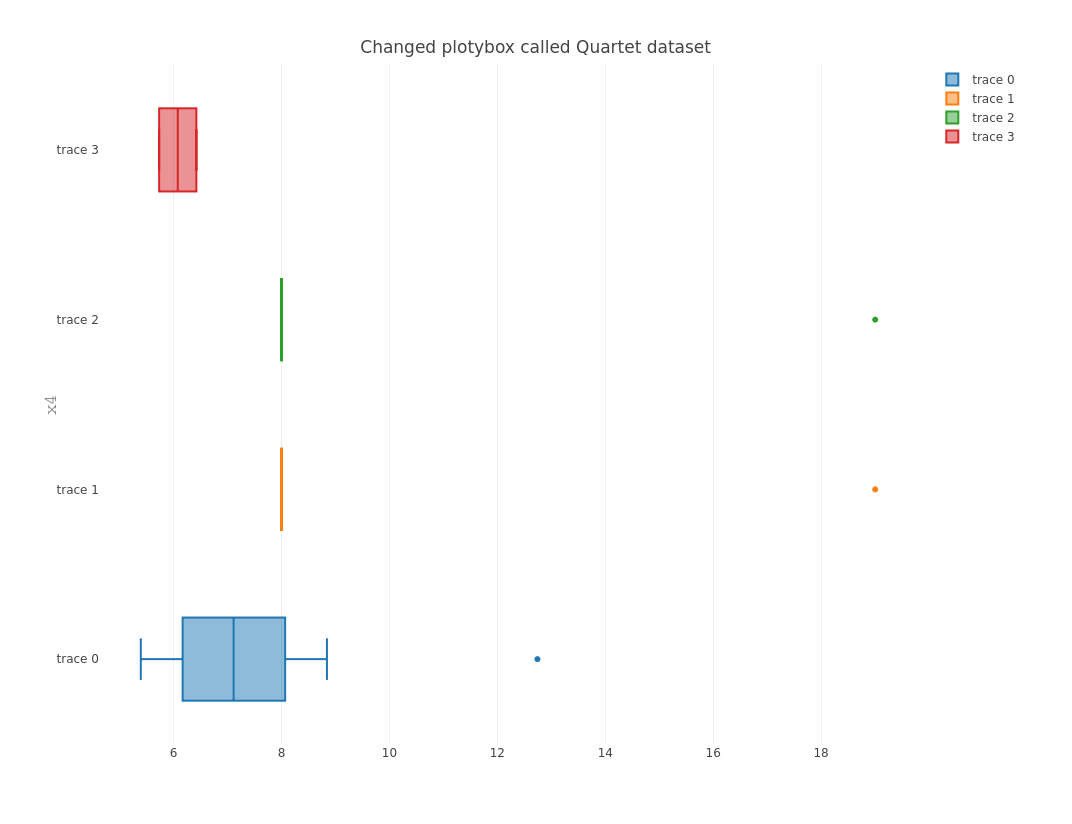 Changed plotybox called Quartet dataset
trace 0
trace 1
trace 2
trace 3
trace 3
trace 2
x4
trace 1
trace 0
6 8 10 12 14 16 18